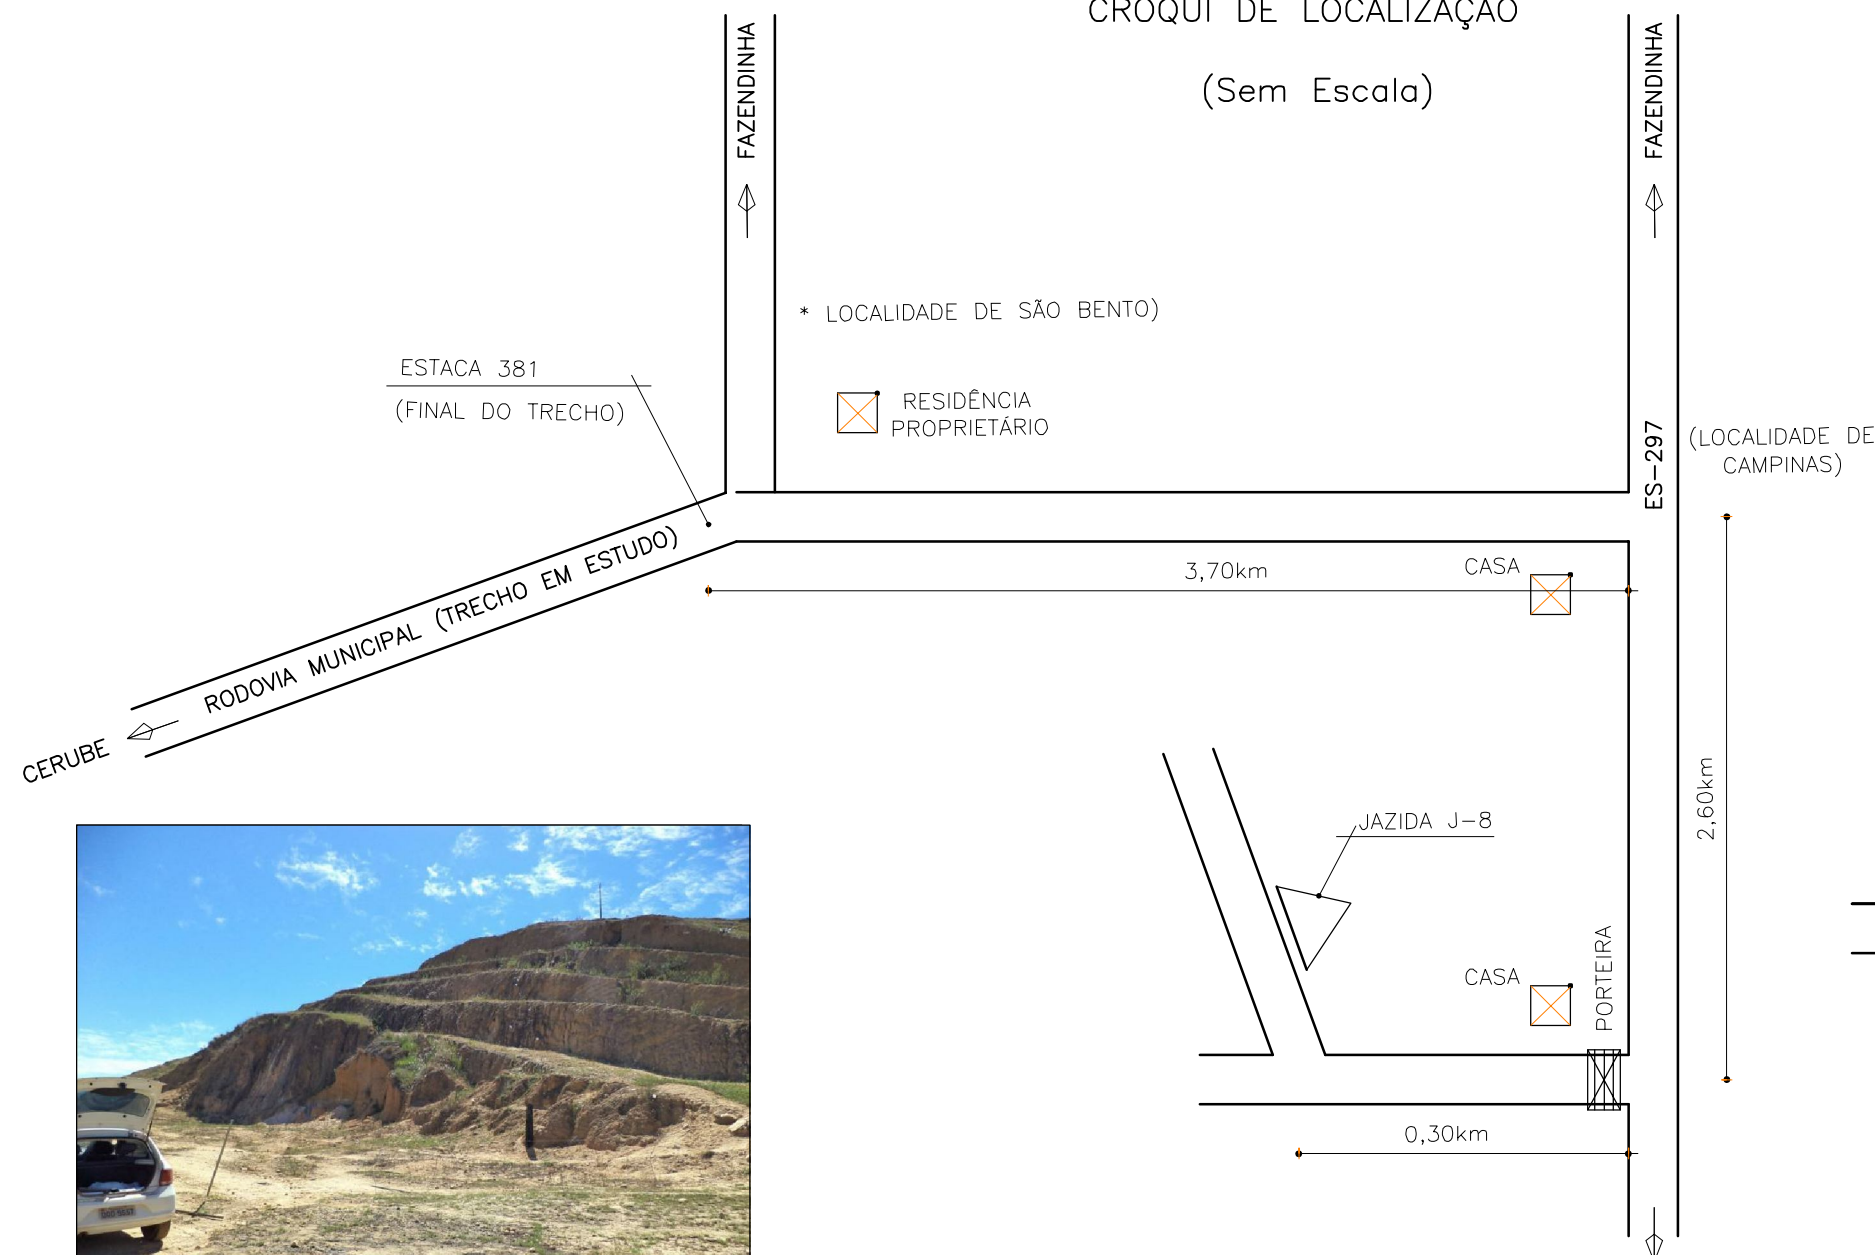 CROQUI DE LOCALIZAÇÃO
(Sem Escala)
FAZENDINHA
FAZENDINHA
* LOCALIDADE DE SÃO BENTO)
ESTACA 381
(FINAL DO TRECHO)
RESIDÊNCIA
PROPRIETÁRIO
ES-297
(LOCALIDADE DE
CAMPINAS)
RODOVIA MUNICIPAL (TRECHO EM ESTUDO)
CERUBE
3,70km
CASA
2,60km
JAZIDA J-8
CASA
PORTEIRA
0,30km